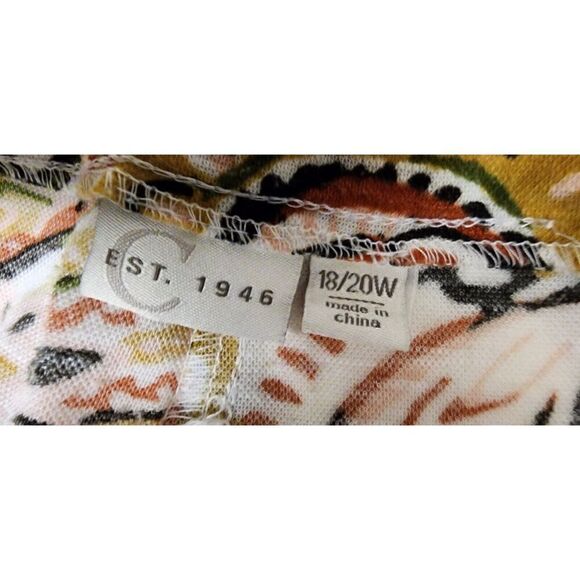 C
EST. 1946
18/20W
made in
china